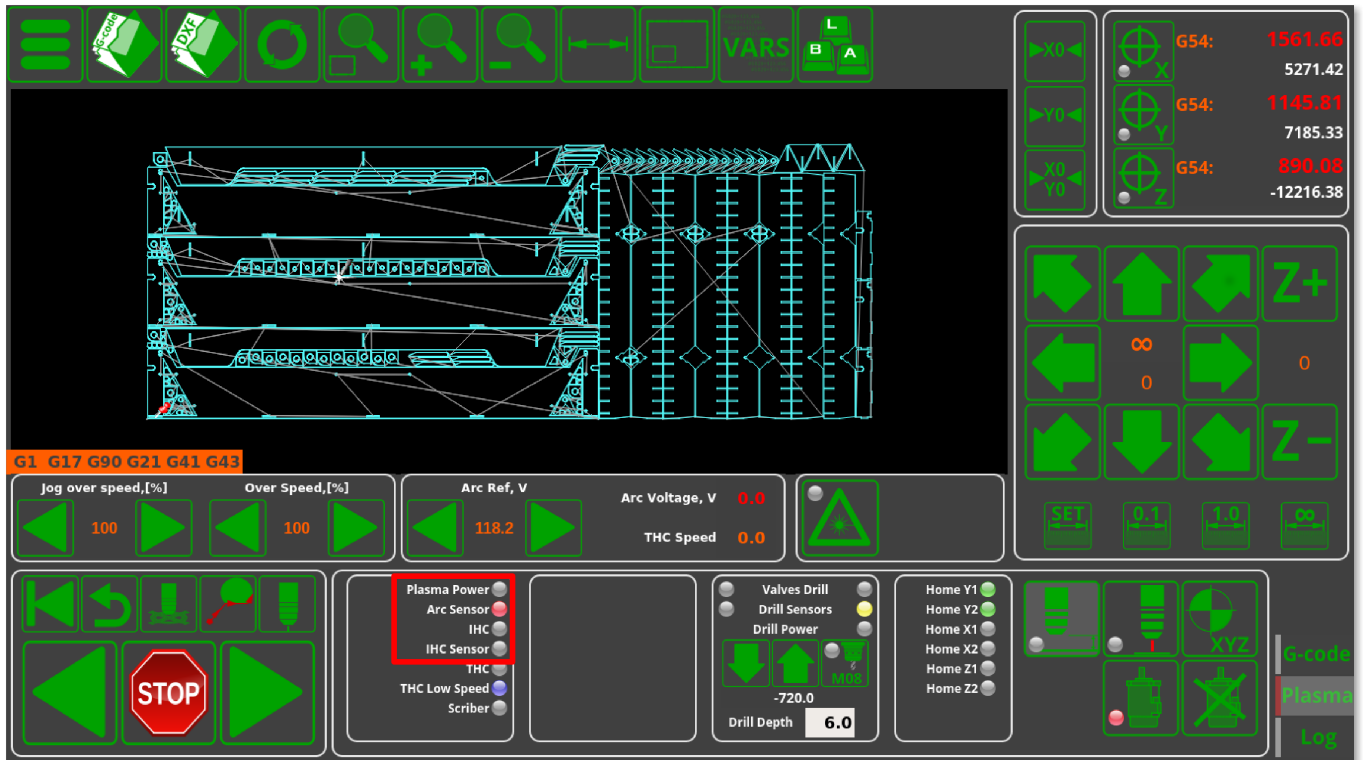 G-code
DXF
VARS
L
B
A
▶X0◀
▶Y0◀
X0
▶ ◀
Y0
X
G54: 1561.66
5271.42
Y
G54: 1145.81
7185.33
Z
G54: 890.08
-12216.38
Z+
∞
0
0
Z-
SET
0.1
1.0
∞
G1 G17 G90 G21 G41 G43
Jog over speed,[%]
100
Over Speed,[%]
100
Arc Ref, V
118.2
Arc Voltage, V 0.0
THC Speed 0.0
STOP
Plasma Power
Arc Sensor
IHC
IHC Sensor
THC
THC Low Speed
Scriber
Valves Drill
Drill Sensors
Drill Power
M08
-720.0
Drill Depth 6.0
Home Y1
Home Y2
Home X1
Home X2
Home Z1
Home Z2
XYZ
G-code
Plasma
Log